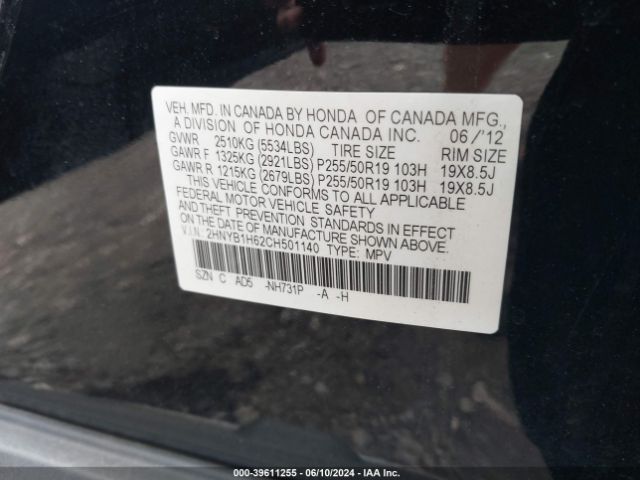 VEH. MFD. IN CANADA BY HONDA OF CANADA MFG.,
A DIVISION OF HONDA CANADA INC. 06/'12
GVWR 2510KG (5534LBS) TIRE SIZE RIM SIZE
GAWR F 1325KG (2921LBS) P255/50R19 103H 19X8.5J
GAWR R 1215KG (2679LBS) P255/50R19 103H 19X8.5J
THIS VEHICLE CONFORMS TO ALL APPLICABLE
FEDERAL MOTOR VEHICLE SAFETY
AND THEFT PREVENTION STANDARDS IN EFFECT
ON THE DATE OF MANUFACTURE SHOWN ABOVE.
V.I.N.: 2HNYB1H62CH501140 TYPE: MPV
SZN C AD5 -NH731P -A -H
000-39611255 - 06/10/2024 - IAA Inc.